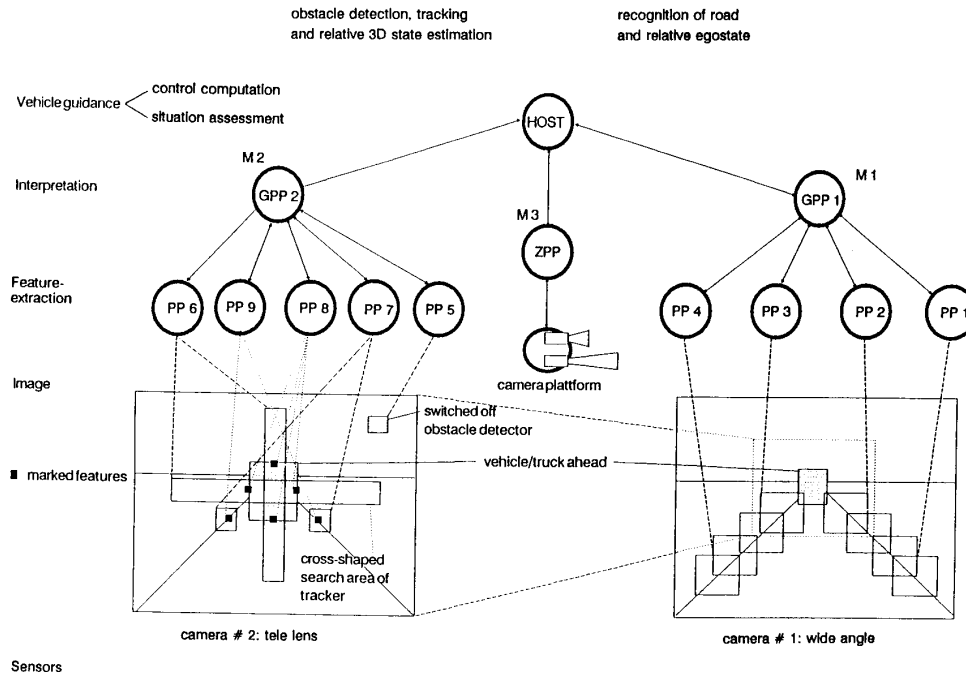 obstacle detection, tracking
and relative 3D state estimation
recognition of road
and relative egostate
Vehicle guidance
control computation
situation assessment
HOST
M 2
Interpretation
GPP 2
M 1
GPP 1
M 3
ZPP
Feature-
extraction
PP 6
PP 9
PP 8
PP 7
PP 5
PP 4
PP 3
PP 2
PP 1
Image
camera plattform
switched off
obstacle detector
vehicle/truck ahead
marked features
cross-shaped
search area of
tracker
camera # 2: tele lens
camera # 1: wide angle
Sensors